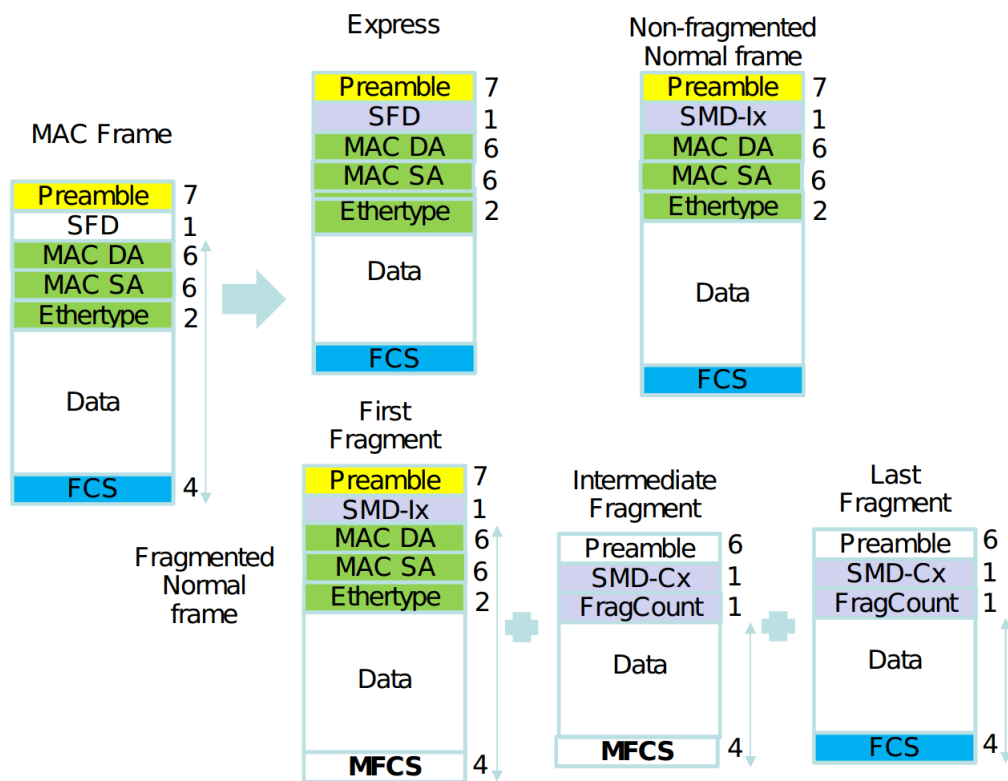 MAC Frame
Preamble 7
SFD 1
MAC DA 6
MAC SA 6
Ethertype 2
Data
FCS 4
Express
Preamble 7
SFD 1
MAC DA 6
MAC SA 6
Ethertype 2
Data
FCS
Non-fragmented
Normal frame
Preamble 7
SMD-Ix 1
MAC DA 6
MAC SA 6
Ethertype 2
Data
FCS
Fragmented
Normal
frame
First
Fragment
Preamble 7
SMD-Ix 1
MAC DA 6
MAC SA 6
Ethertype 2
Data
MFCS 4
Intermediate
Fragment
Preamble 6
SMD-Cx 1
FragCount 1
Data
MFCS 4
Last
Fragment
Preamble 6
SMD-Cx 1
FragCount 1
Data
FCS 4